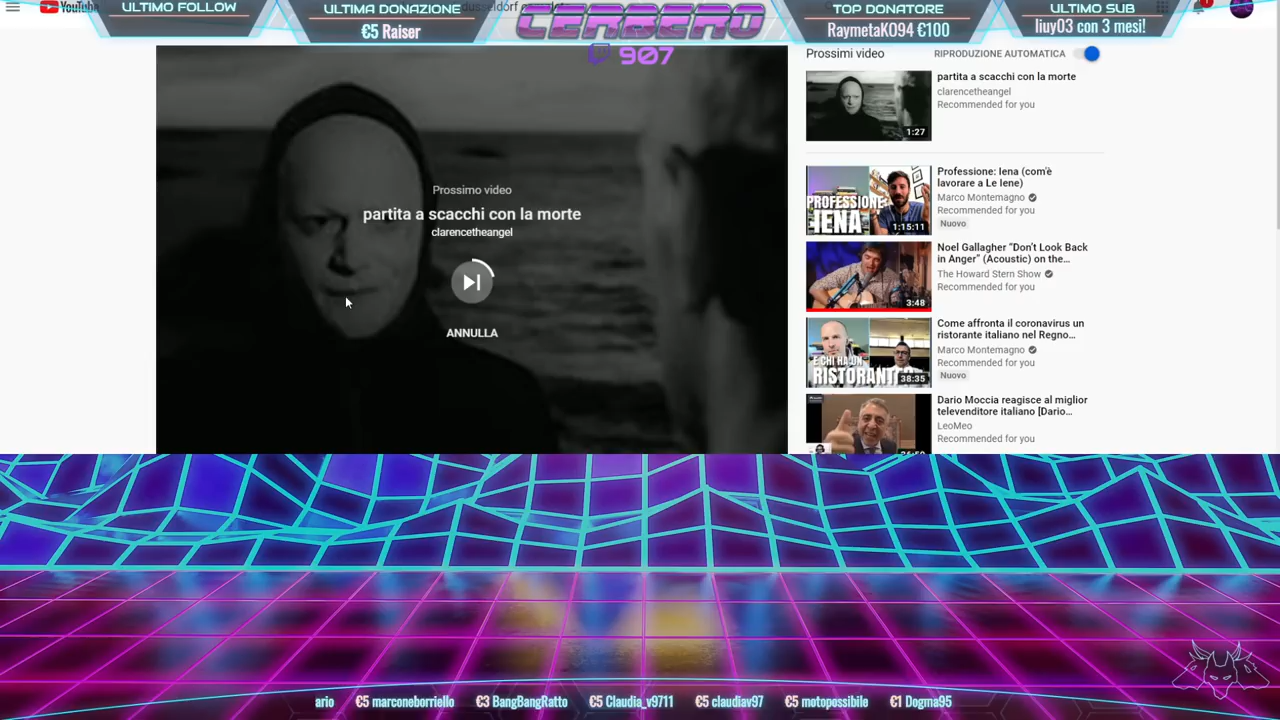 ULTIMO FOLLOW
ULTIMA DONAZIONE
€5 Raiser
CERBERO
907
TOP DONATORE
RaymetaKO94 €100
ULTIMO SUB
liuy03 con 3 mesi!
YouTube
Prossimo video
partita a scacchi con la morte
clarencetheangel
ANNULLA
Prossimi video
RIPRODUZIONE AUTOMATICA
partita a scacchi con la morte
clarencetheangel
Recommended for you
1:27
Professione: Iena (com'è
lavorare a Le Iene)
Marco Montemagno
Recommended for you
Nuovo
PROFESSIONE:
IENA
1:15:11
Noel Gallagher “Don't Look Back
in Anger” (Acoustic) on the…
The Howard Stern Show
Recommended for you
3:48
Come affronta il coronavirus un
ristorante italiano nel Regno…
Marco Montemagno
Recommended for you
Nuovo
E CHI HA UN
RISTORANTE
38:35
Dario Moccia reagisce al miglior
televenditore italiano [Dario…
LeoMeo
Recommended for you
ario €5 marconeborriello €3 BangBangRatto €5 Claudia_v9711 €5 claudiav97 €5 motopossibile €1 Dogma95